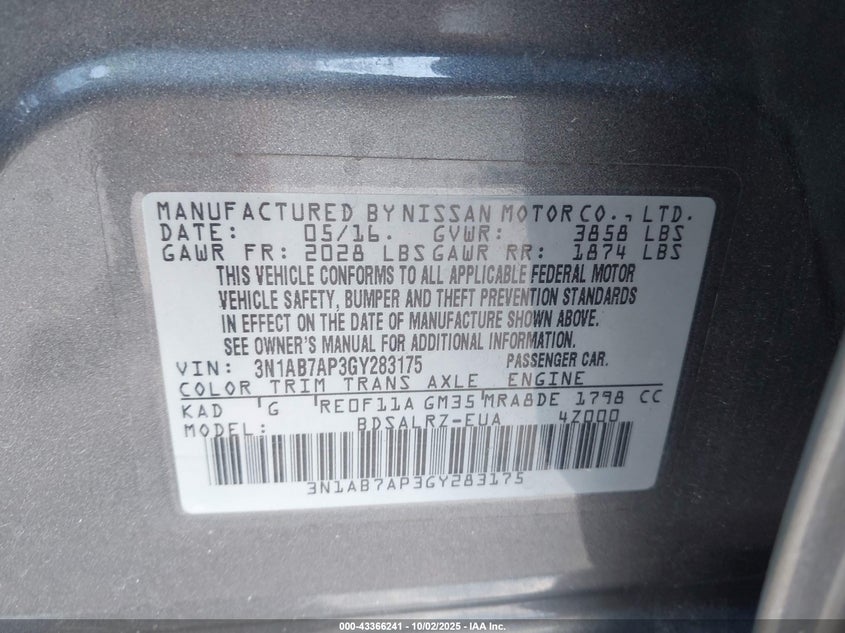 MANUFACTURED BY NISSAN MOTOR CO., LTD.
DATE: 05/16. GVWR: 3858 LBS
GAWR FR: 2028 LBS GAWR RR: 1874 LBS
THIS VEHICLE CONFORMS TO ALL APPLICABLE FEDERAL MOTOR
VEHICLE SAFETY, BUMPER AND THEFT PREVENTION STANDARDS
IN EFFECT ON THE DATE OF MANUFACTURE SHOWN ABOVE.
SEE OWNER'S MANUAL FOR ADDITIONAL INFORMATION.
VIN: 3N1AB7AP3GY283175 PASSENGER CAR.
COLOR TRIM TRANS AXLE ENGINE
KAD G RE0F11A GM35 MRA8DE 1798 CC
MODEL: BDSALRZ-EUA 4Z000
3N1AB7AP3GY283175
000-43366241 - 10/02/2025 - IAA Inc.